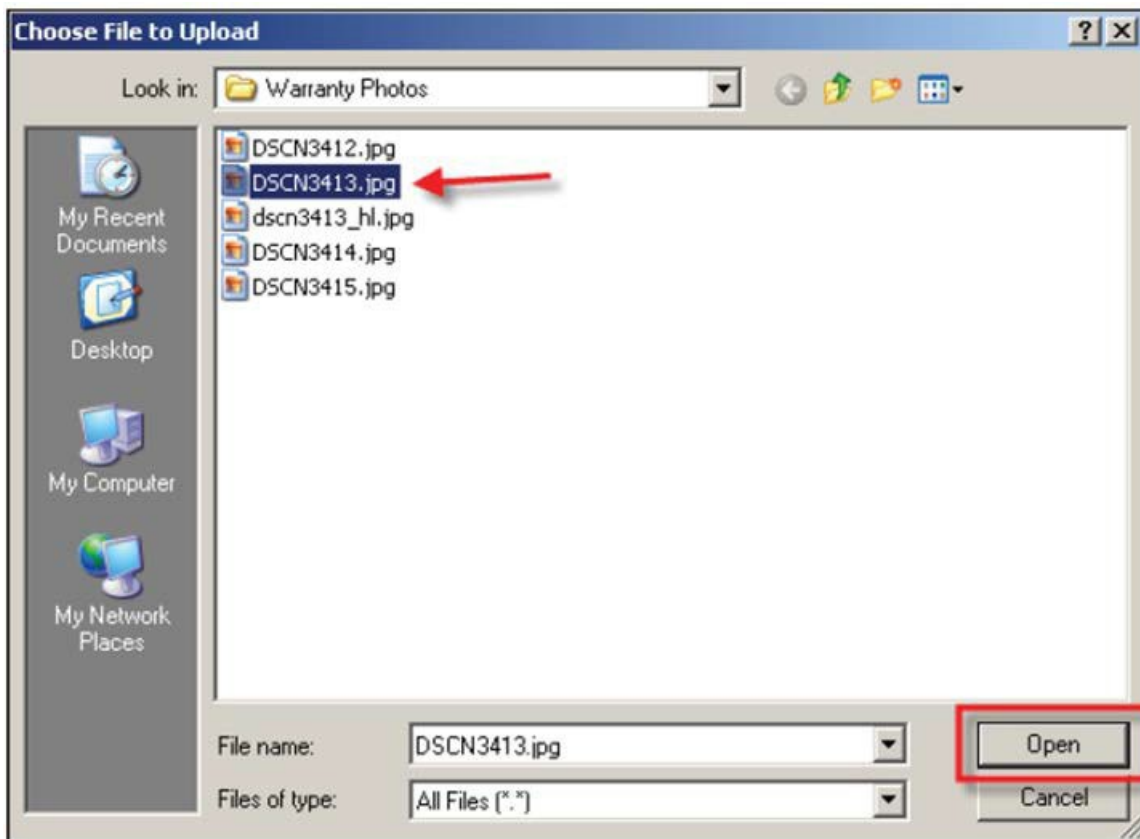 Choose File to Upload
Look in: Warranty Photos
DSCN3412.jpg
DSCN3413.jpg
dscn3413_hl.jpg
DSCN3414.jpg
DSCN3415.jpg
My Recent
Documents
Desktop
My Computer
My Network
Places
File name: DSCN3413.jpg Open
Files of type: All Files (*.*) Cancel